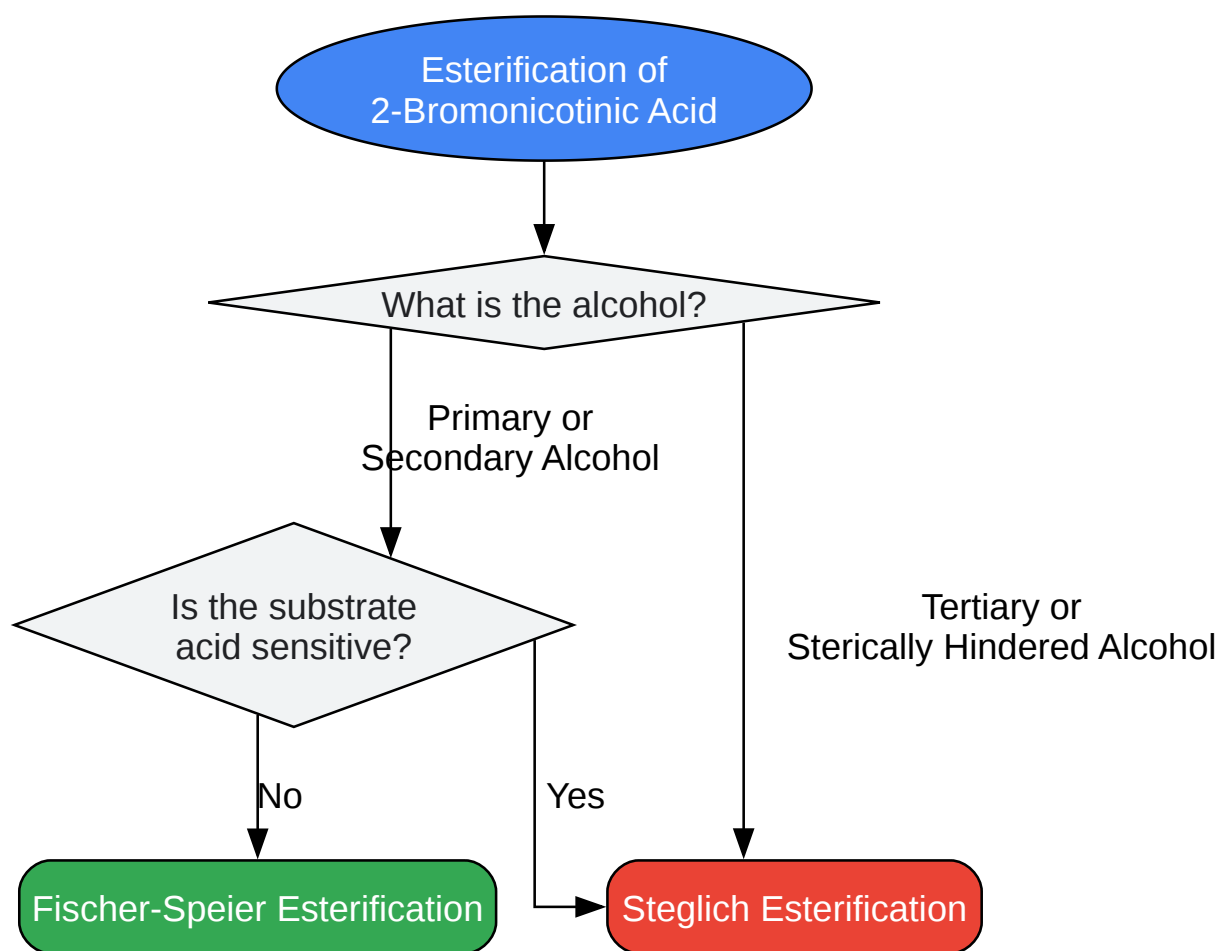 Esterification of
2-Bromonicotinic Acid
What is the alcohol?
Primary or
Secondary Alcohol
Is the substrate
acid sensitive?
Tertiary or
Sterically Hindered Alcohol
No
Yes
Fischer-Speier Esterification
Steglich Esterification